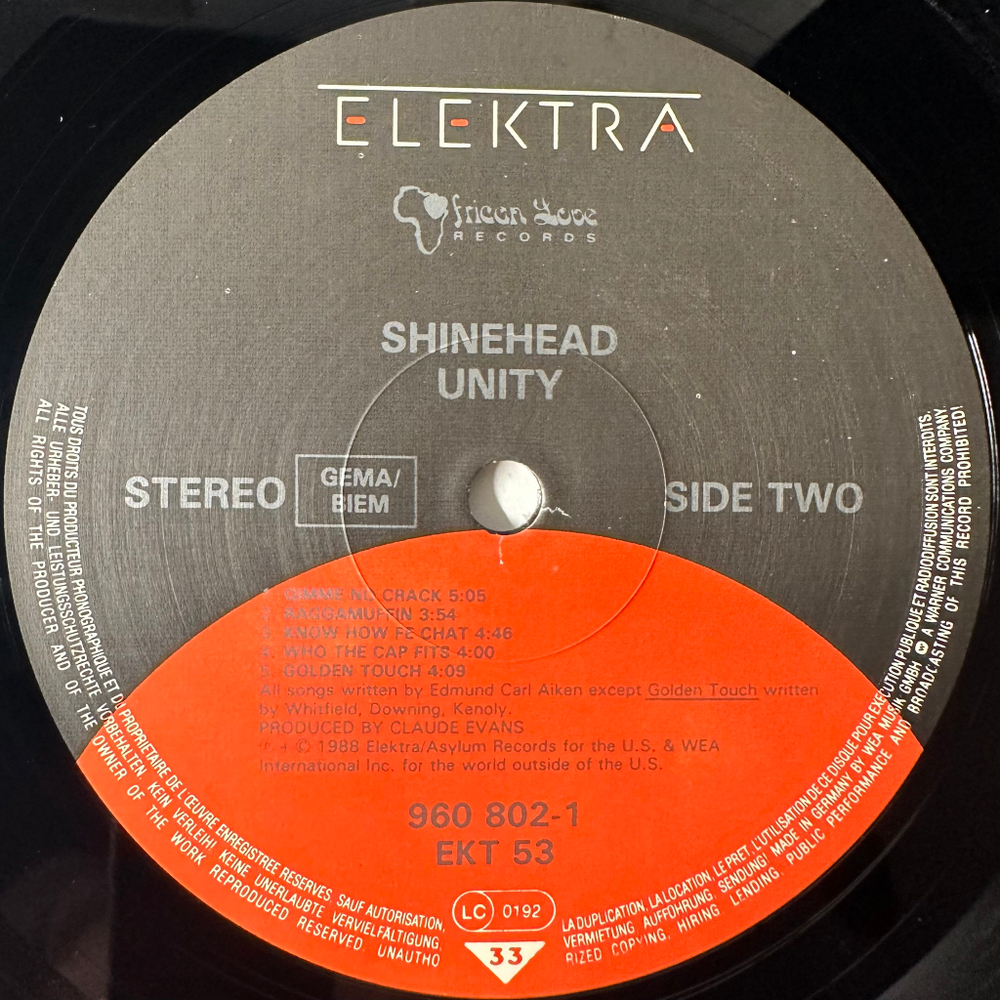 ELEKTRA
african Love
RECORDS
SHINEHEAD
UNITY
STEREO
GEMA/
BIEM
SIDE TWO
1. GIMME NO CRACK 5:05
2. RAGGAMUFFIN 3:54
3. KNOW HOW FE CHAT 4:46
4. WHO THE CAP FITS 4:00
5. GOLDEN TOUCH 4:09
All songs written by Edmund Carl Aiken except Golden Touch written
by Whitfield, Downing, Kenoly.
PRODUCED BY CLAUDE EVANS
℗ + © 1988 Elektra/Asylum Records for the U.S. & WEA
International Inc. for the world outside of the U.S.
960 802-1
EKT 53
LC 0192
33
TOUS DROITS DU PRODUCTEUR PHONOGRAPHIQUE ET DU PROPRIETAIRE DE L'ŒUVRE ENREGISTREE RESERVES. SAUF AUTORISATION, LA DUPLICATION, LA LOCATION, LE PRET, L'UTILISATION DE CE DISQUE POUR EXECUTION PUBLIQUE ET RADIODIFFUSION SONT INTERDITS.
ALLE URHEBER- UND LEISTUNGSSCHUTZRECHTE VORBEHALTEN. KEIN VERLEIH! KEINE UNERLAUBTE VERVIELFÄLTIGUNG, VERMIETUNG, AUFFÜHRUNG, SENDUNG! MADE IN GERMANY BY WEA MUSIK GMBH A WARNER COMMUNICATIONS COMPANY.
ALL RIGHTS OF THE PRODUCER AND OF THE OWNER OF THE WORK REPRODUCED RESERVED UNAUTHORIZED COPYING, HIRING LENDING, PUBLIC PERFORMANCE AND BROADCASTING OF THIS RECORD PROHIBITED!